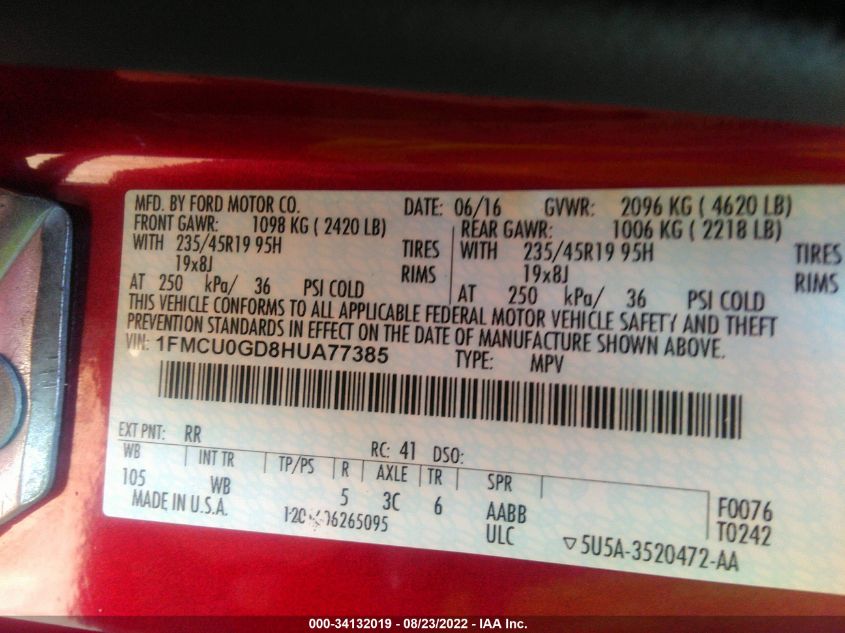 MFD. BY FORD MOTOR CO. DATE: 06/16 GVWR: 2096 KG ( 4620 LB)
FRONT GAWR: 1098 KG ( 2420 LB) REAR GAWR: 1006 KG ( 2218 LB)
WITH 235/45R19 95H TIRES WITH 235/45R19 95H TIRES
19x8J RIMS 19x8J RIMS
AT 250 kPa/ 36 PSI COLD AT 250 kPa/ 36 PSI COLD
THIS VEHICLE CONFORMS TO ALL APPLICABLE FEDERAL MOTOR VEHICLE SAFETY AND THEFT
PREVENTION STANDARDS IN EFFECT ON THE DATE OF MANUFACTURE SHOWN ABOVE.
VIN: 1FMCU0GD8HUA77385 TYPE: MPV
EXT PNT: RR RC: 41 DSO:
WB INT TR TP/PS R AXLE TR SPR
105 WB 5 3C 6 AABB F0076
MADE IN U.S.A. ULC T0242
▽5U5A-3520472-AA
000-34132019 - 08/23/2022 - IAA Inc.